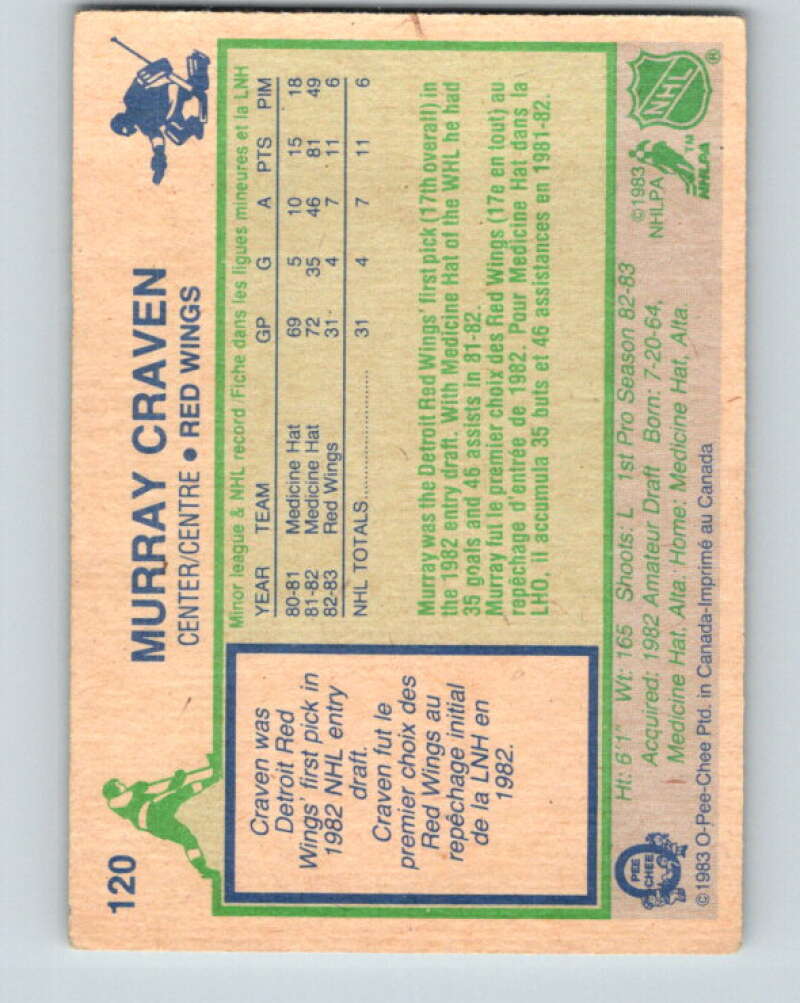 120
MURRAY CRAVEN
CENTER/CENTRE • RED WINGS
Minor league & NHL record. Fiche dans les ligues mineures et la LNH
YEAR TEAM GP G A PTS PIM
80-81 Medicine Hat 69 5 10 15 18
81-82 Medicine Hat 72 35 46 81 49
82-83 Red Wings 31 4 7 11 6
NHL TOTALS 31 4 7 11 6
Craven was
Detroit Red
Wings' first pick in
1982 NHL entry
draft.
Craven fut le
premier choix des
Red Wings au
repêchage initial
de la LNH en
1982.
Murray was the Detroit Red Wings' first pick (17th overall) in
the 1982 entry draft. With Medicine Hat of the WHL he had
35 goals and 46 assists in 81-82.
Murray fut le premier choix des Red Wings (17e en tout) au
repêchage d'entrée de 1982. Pour Medicine Hat dans la
LHO, il accumula 35 buts et 46 assistances en 1981-82.
Ht: 6'1" Wt: 165 Shoots: L 1st Pro Season 82-83
Acquired: 1982 Amateur Draft Born: 7-20-64,
Medicine Hat, Alta. Home: Medicine Hat, Alta.
©1983 O-Pee-Chee Ptd. in Canada-Imprimé au Canada
O PEE CHEE
©1983
NHLPA
NHLPA™
NHL ®